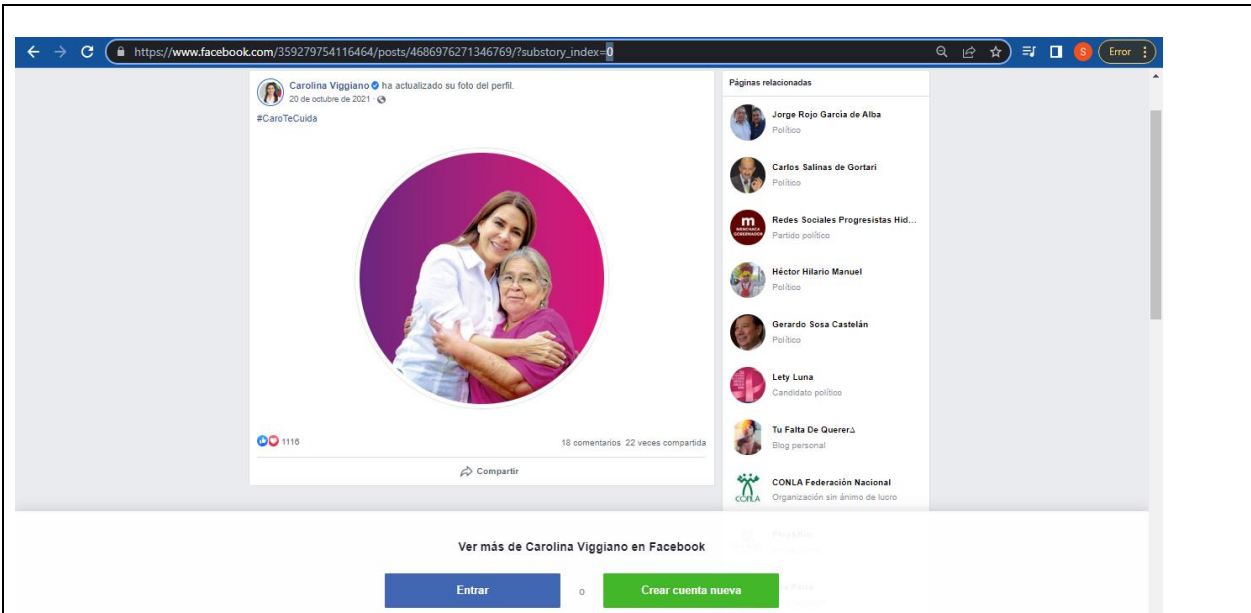 https://www.facebook.com/359279754116464/posts/4686976271346769/?substory_index=0
S
Error
Carolina Viggiano ha actualizado su foto del perfil.
20 de octubre de 2021 ·
#CaroTeCuida
1116
18 comentarios 22 veces compartida
Compartir
Páginas relacionadas
Jorge Rojo García de Alba
Político
Carlos Salinas de Gortari
Político
Redes Sociales Progresistas Hid...
Partido político
Héctor Hilario Manuel
Político
Gerardo Sosa Castelán
Político
Lety Luna
Candidato político
Tu Falta De Querer∆
Blog personal
CONLA
CONLA Federación Nacional
Organización sin ánimo de lucro
Ver más de Carolina Viggiano en Facebook
Entrar
o
Crear cuenta nueva